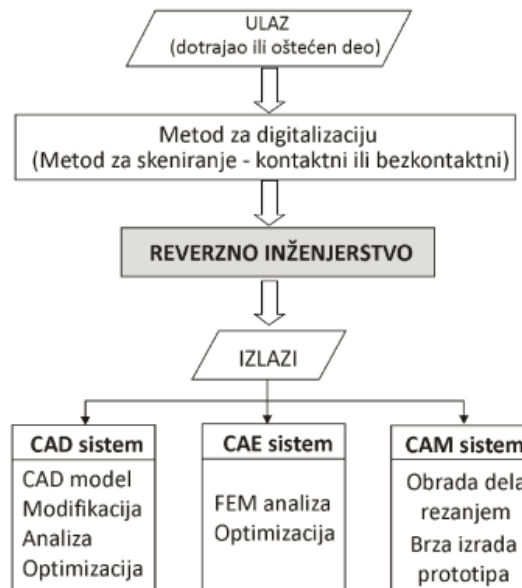 ULAZ
(dotrajao ili oštećen deo)
Metod za digitalizaciju
(Metod za skeniranje - kontaktni ili bezkontaktni)
REVERZNO INŽENJERSTVO
IZLAZI
CAD sistem
CAD model
Modifikacija
Analiza
Optimizacija
CAE sistem
FEM analiza
Optimizacija
CAM sistem
Obrada dela
rezanjem
Brza izrada
prototipa